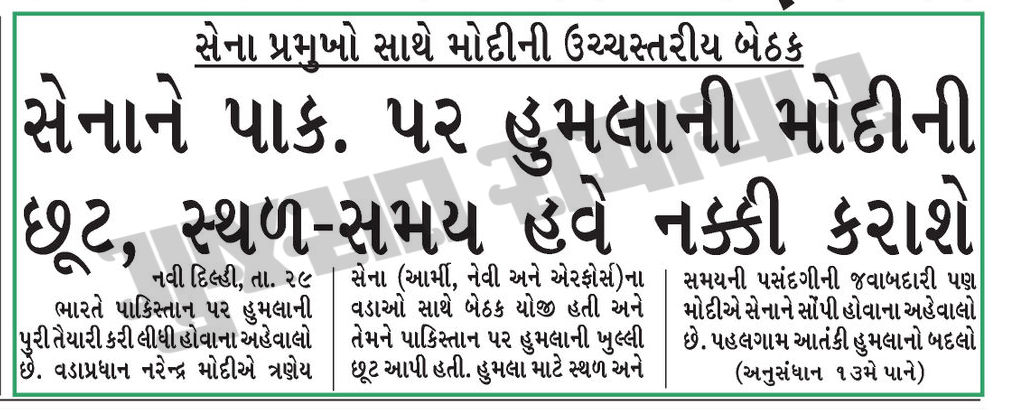 સેના પ્રમુખો સાથે મોદીની ઉચ્ચસ્તરીય બેઠક
સેનાને પાક. પર હુમલાની મોદીની
છૂટ, સ્થળ-સમય હવે નક્કી કરાશે
નવી દિલ્હી, તા. ૨૯
ભારતે પાકિસ્તાન પર હુમલાની
પુરી તૈયારી કરી લીધી હોવાના અહેવાલો
છે. વડાપ્રધાન નરેન્દ્ર મોદીએ ત્રણેય
સેના (આર્મી, નેવી અને એરફોર્સ)ના
વડાઓ સાથે બેઠક યોજી હતી અને
તેમને પાકિસ્તાન પર હુમલાની ખુલ્લી
છૂટ આપી હતી. હુમલા માટે સ્થળ અને
સમયની પસંદગીની જવાબદારી પણ
મોદીએ સેનાને સોંપી હોવાના અહેવાલો
છે. પહલગામ આતંકી હુમલાનો બદલો
(અનુસંધાન ૧૩મે પાને)
ગુજરાત સમાચાર